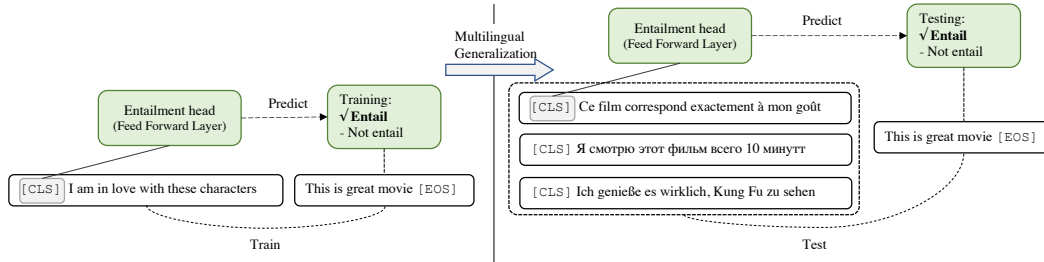 Entailment head
(Feed Forward Layer)
Predict
Training:
√ Entail
- Not entail
[CLS] I am in love with these characters
This is great movie [EOS]
Train
Multilingual
Generalization
Entailment head
(Feed Forward Layer)
Predict
Testing:
√ Entail
- Not entail
[CLS] Ce film correspond exactement à mon goût
[CLS] Я смотрю этот фильм всего 10 минутт
[CLS] Ich genieße es wirklich, Kung Fu zu sehen
This is great movie [EOS]
Test